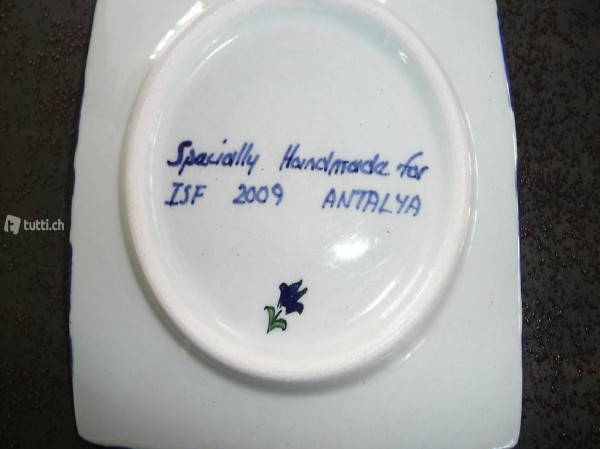 Specially Handmade for
ISF 2009 ANTALYA
tutti.ch